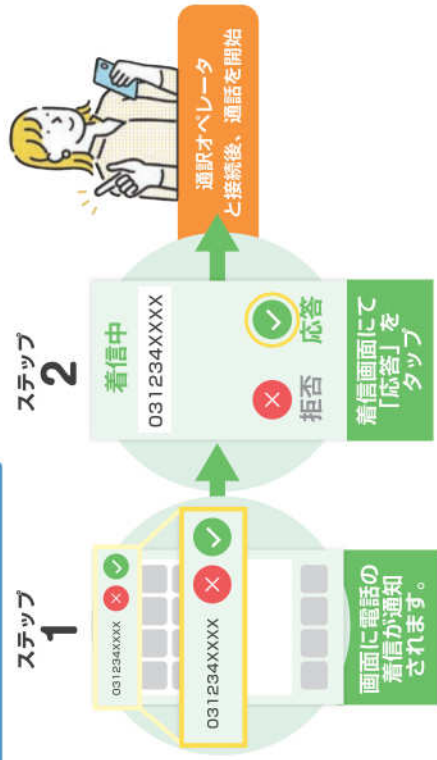 ステップ
1
031234XXXX
031234XXXX
画面に電話の
着信が通知
されます。
ステップ
2
着信中
031234XXXX
拒否
応答
着信画面にて
「応答」を
タップ
通訳オペレータ
と接続後、通話を開始